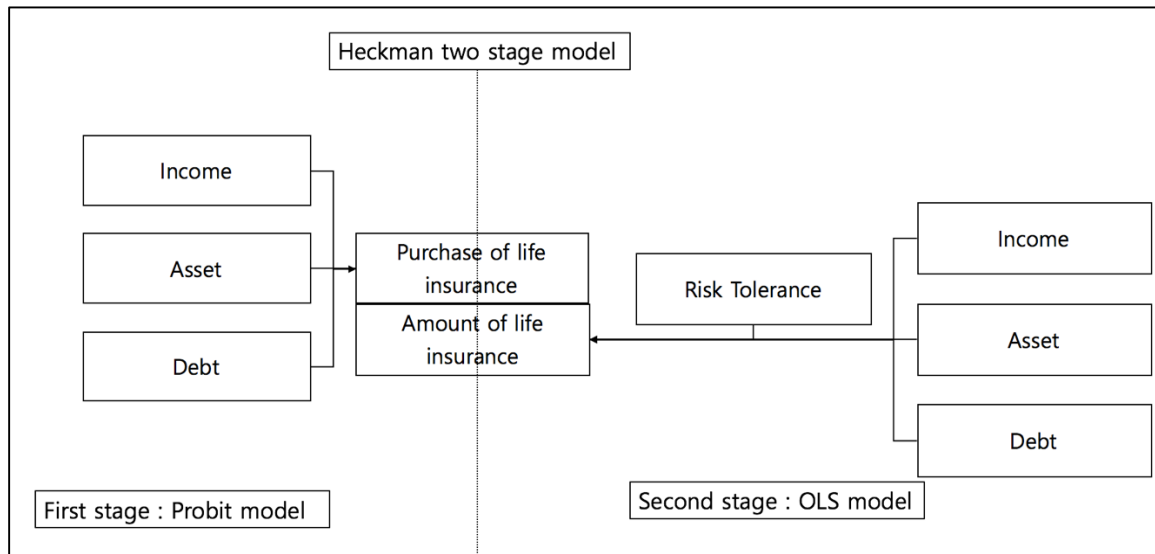 Heckman two stage model
Income
Asset
Debt
Purchase of life
insurance
Amount of life
insurance
Risk Tolerance
Income
Asset
Debt
First stage : Probit model
Second stage : OLS model